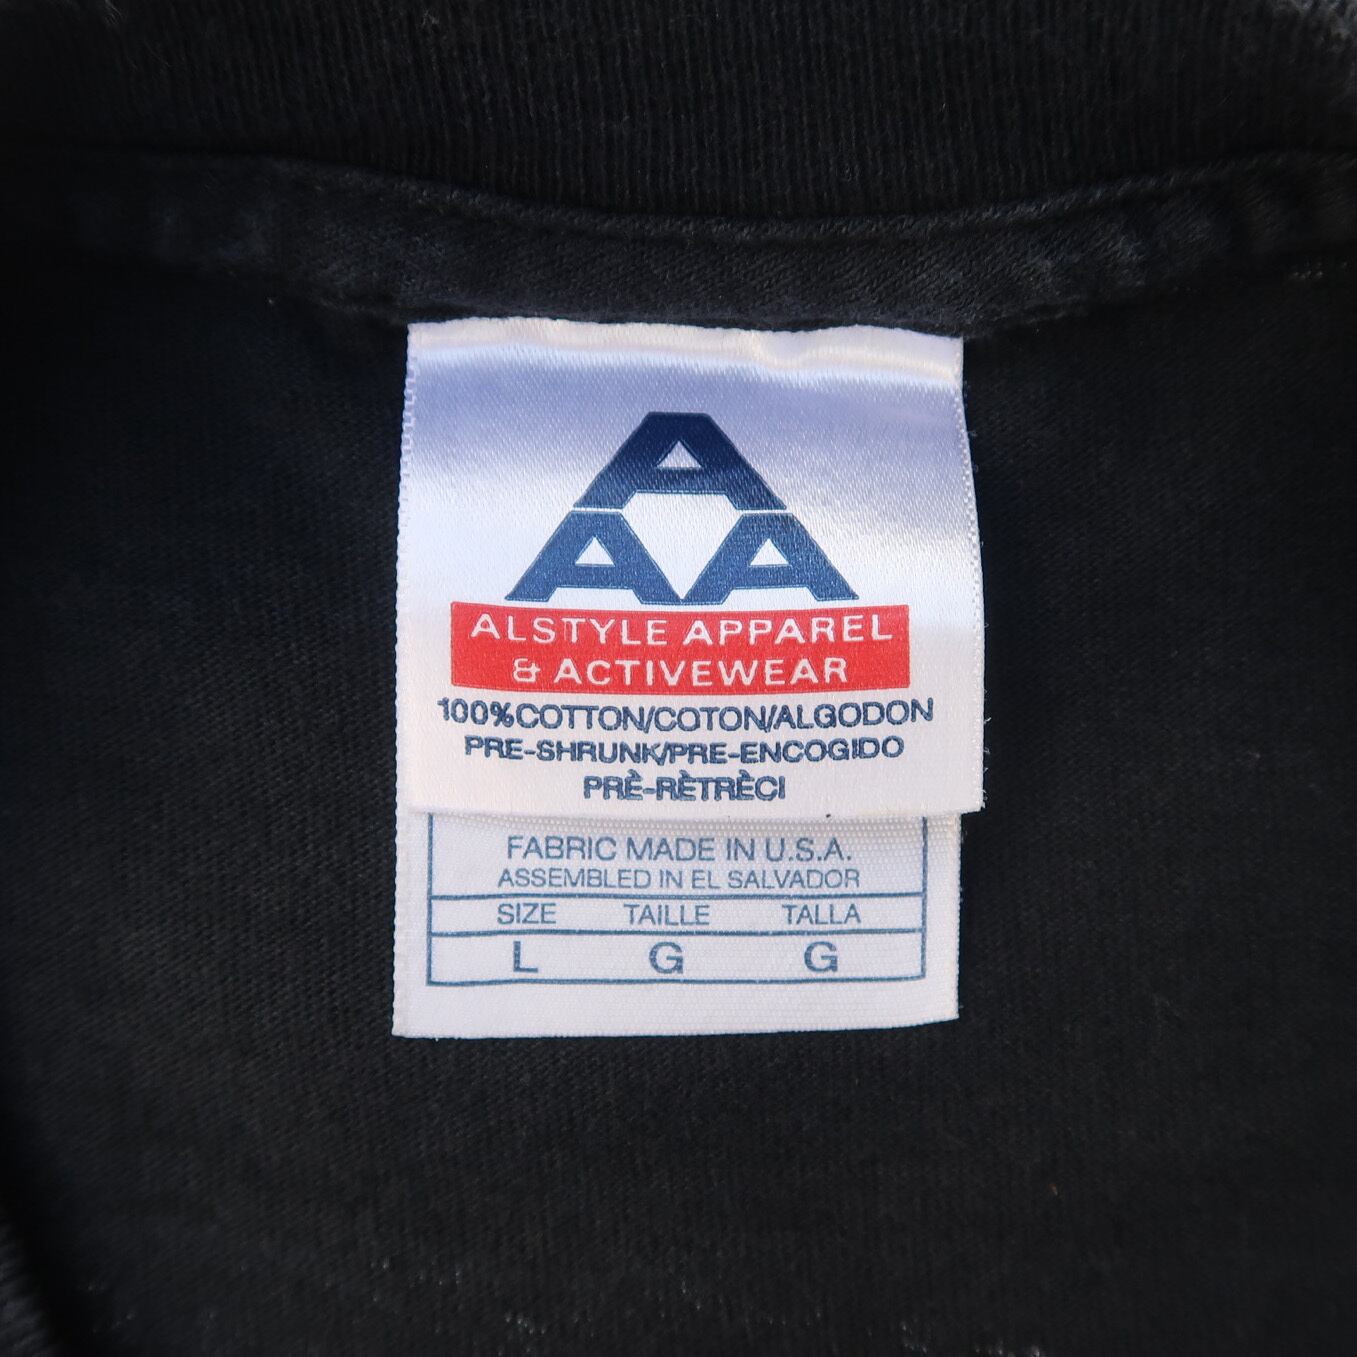 A
AA
ALSTYLE APPAREL
& ACTIVEWEAR
100%COTTON/COTON/ALGODON
PRE-SHRUNK/PRE-ENCOGIDO
PRÈ-RÈTRÈCI
FABRIC MADE IN U.S.A.
ASSEMBLED IN EL SALVADOR
SIZE TAILLE TALLA
L G G